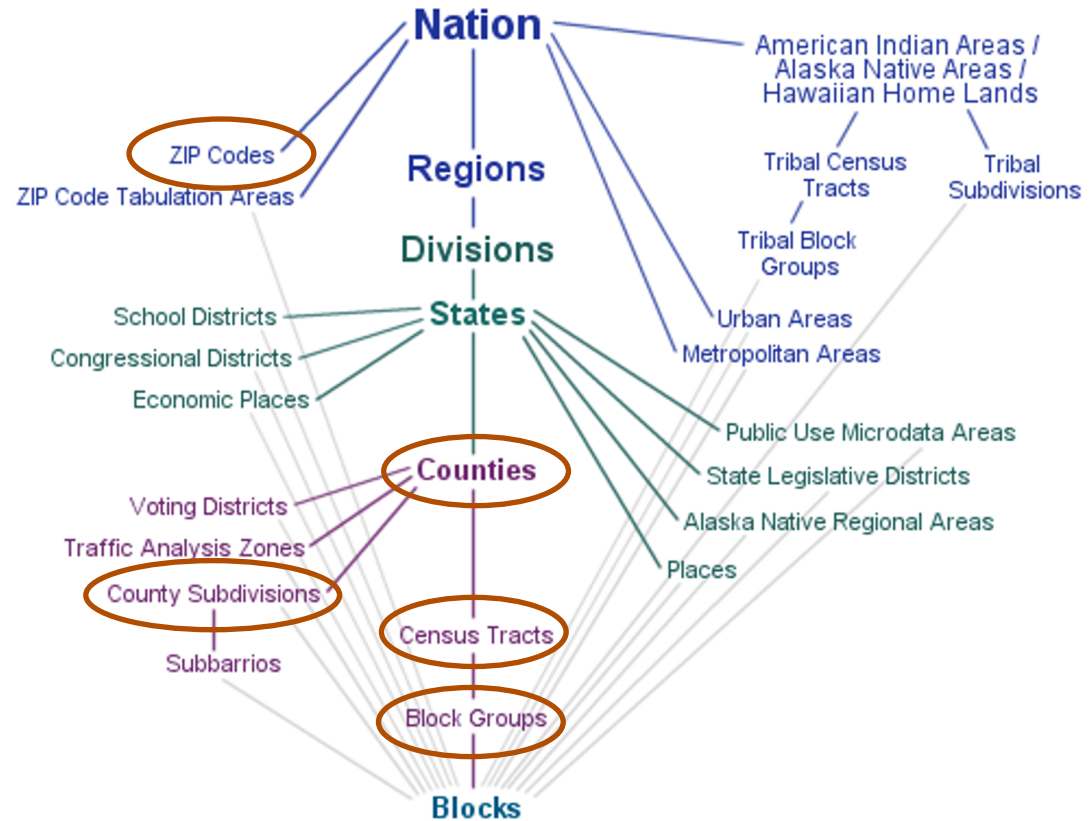 Nation
American Indian Areas /
Alaska Native Areas /
Hawaiian Home Lands
ZIP Codes
ZIP Code Tabulation Areas
Regions
Tribal Census
Tracts
Tribal
Subdivisions
Divisions
Tribal Block
Groups
School Districts
States
Urban Areas
Congressional Districts
Metropolitan Areas
Economic Places
Public Use Microdata Areas
Counties
State Legislative Districts
Voting Districts
Alaska Native Regional Areas
Traffic Analysis Zones
Places
County Subdivisions
Census Tracts
Subbarrios
Block Groups
Blocks